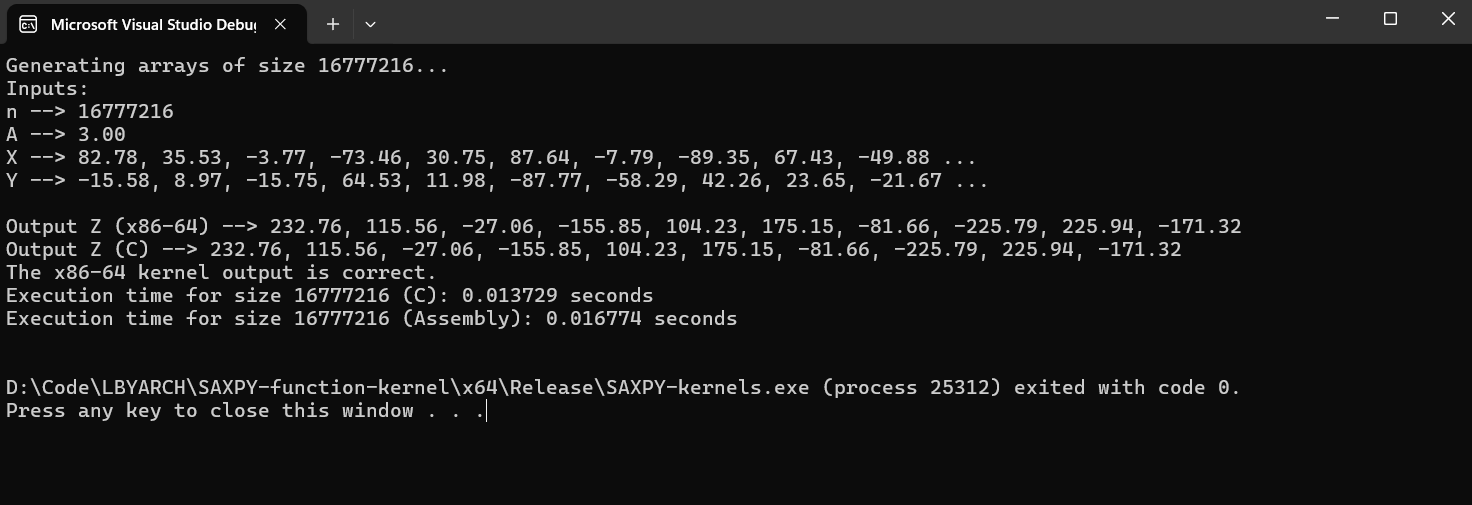 Microsoft Visual Studio Debug
Generating arrays of size 16777216...
Inputs:
n --> 16777216
A --> 3.00
X --> 82.78, 35.53, -3.77, -73.46, 30.75, 87.64, -7.79, -89.35, 67.43, -49.88 ...
Y --> -15.58, 8.97, -15.75, 64.53, 11.98, -87.77, -58.29, 42.26, 23.65, -21.67 ...
Output Z (x86-64) --> 232.76, 115.56, -27.06, -155.85, 104.23, 175.15, -81.66, -225.79, 225.94, -171.32
Output Z (C) --> 232.76, 115.56, -27.06, -155.85, 104.23, 175.15, -81.66, -225.79, 225.94, -171.32
The x86-64 kernel output is correct.
Execution time for size 16777216 (C): 0.013729 seconds
Execution time for size 16777216 (Assembly): 0.016774 seconds
D:\Code\LBYARCH\SAXPY-function-kernel\x64\Release\SAXPY-kernels.exe (process 25312) exited with code 0.
Press any key to close this window . . .